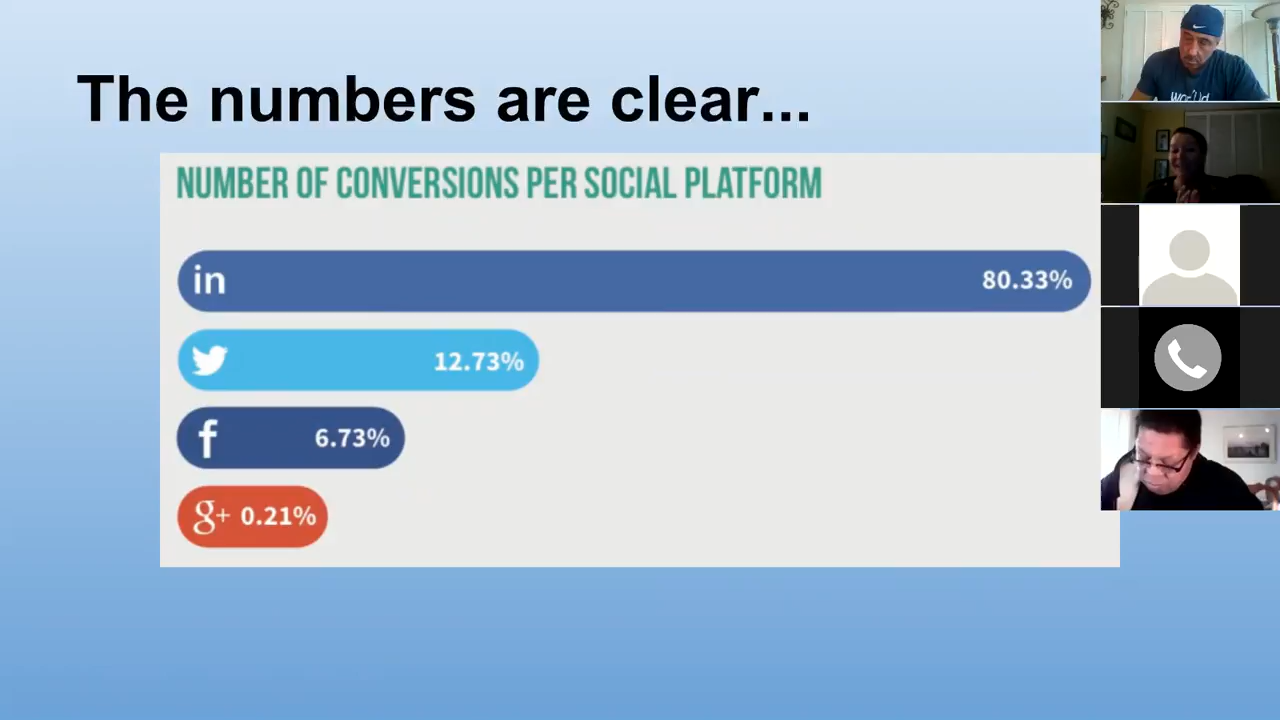 The numbers are clear...
NUMBER OF CONVERSIONS PER SOCIAL PLATFORM
in 80.33%
12.73%
f 6.73%
g+ 0.21%